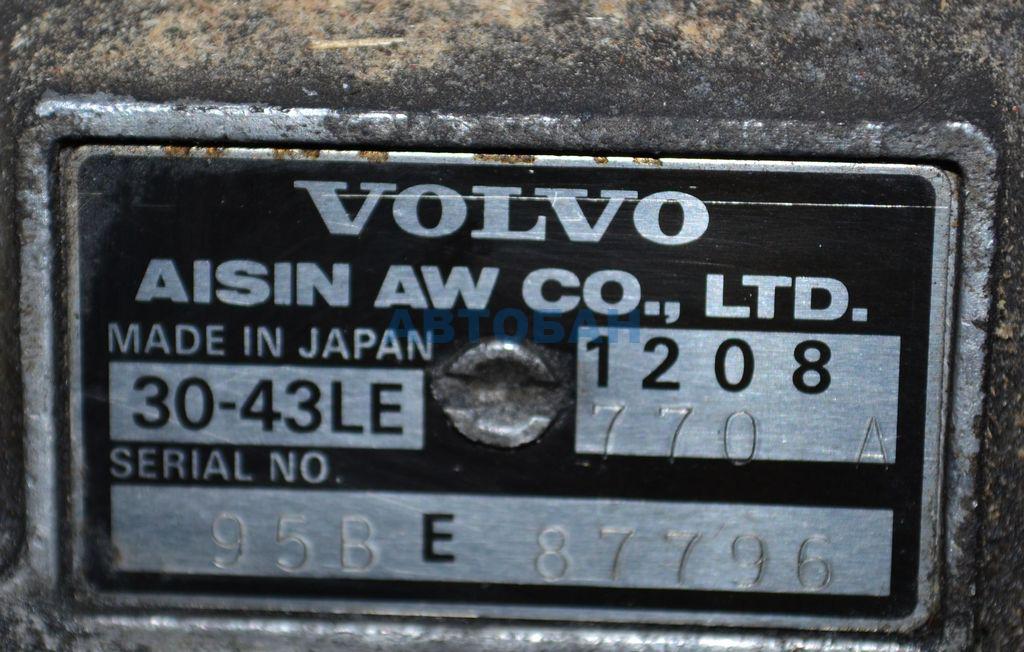 VOLVO
AISIN AW CO., LTD.
АВТОБАН
MADE IN JAPAN
1208
30-43LE
770 A
SERIAL NO.
95B E 87796